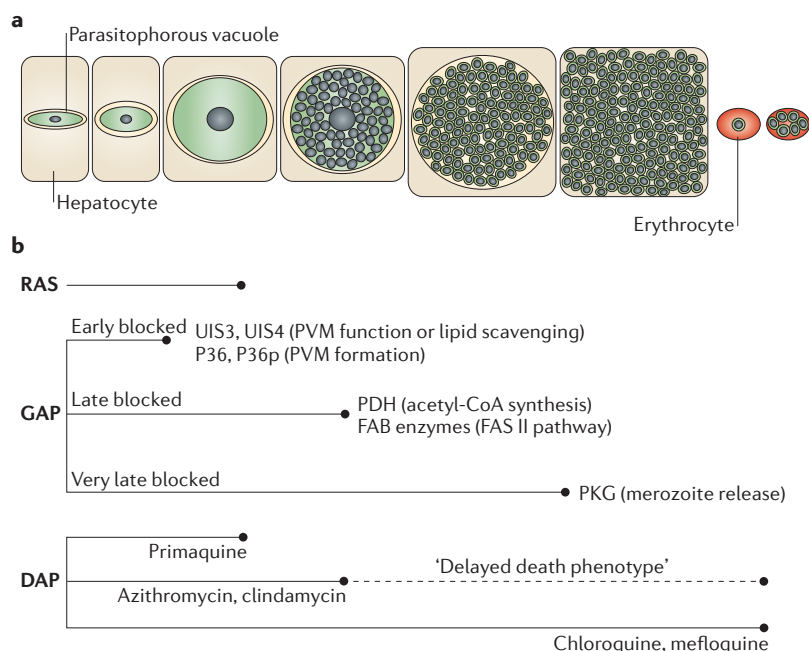 a
Parasitophorous vacuole
Hepatocyte
Erythrocyte
b
RAS
Early blocked
UIS3, UIS4 (PVM function or lipid scavenging)
P36, P36p (PVM formation)
GAP
Late blocked
PDH (acetyl-CoA synthesis)
FAB enzymes (FAS II pathway)
Very late blocked
PKG (merozoite release)
DAP
Primaquine
Azithromycin, clindamycin
‘Delayed death phenotype’
Chloroquine, mefloquine